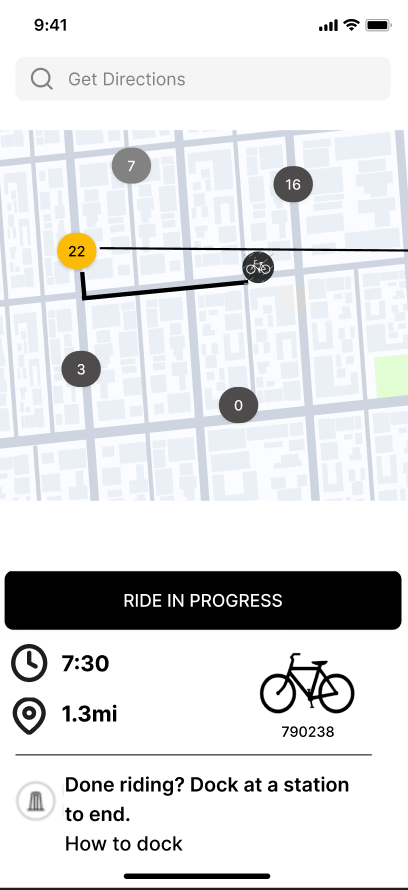 9:41
Get Directions
7
16
22
3
0
RIDE IN PROGRESS
7:30
1.3mi
790238
Done riding? Dock at a station
to end.
How to dock